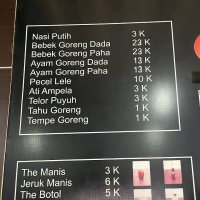 Nasi Putih 3 K
Bebek Goreng Dada 23 K
Bebek Goreng Paha 23 K
Ayam Goreng Dada 13 K
Ayam Goreng Paha 13 K
Pecel Lele 10 K
Ati Ampela 3 K
Telor Puyuh 3 K
Tahu Goreng 1 K
Tempe Goreng 1 K
The Manis 3 K
Jeruk Manis 6 K
The Botol 5 K